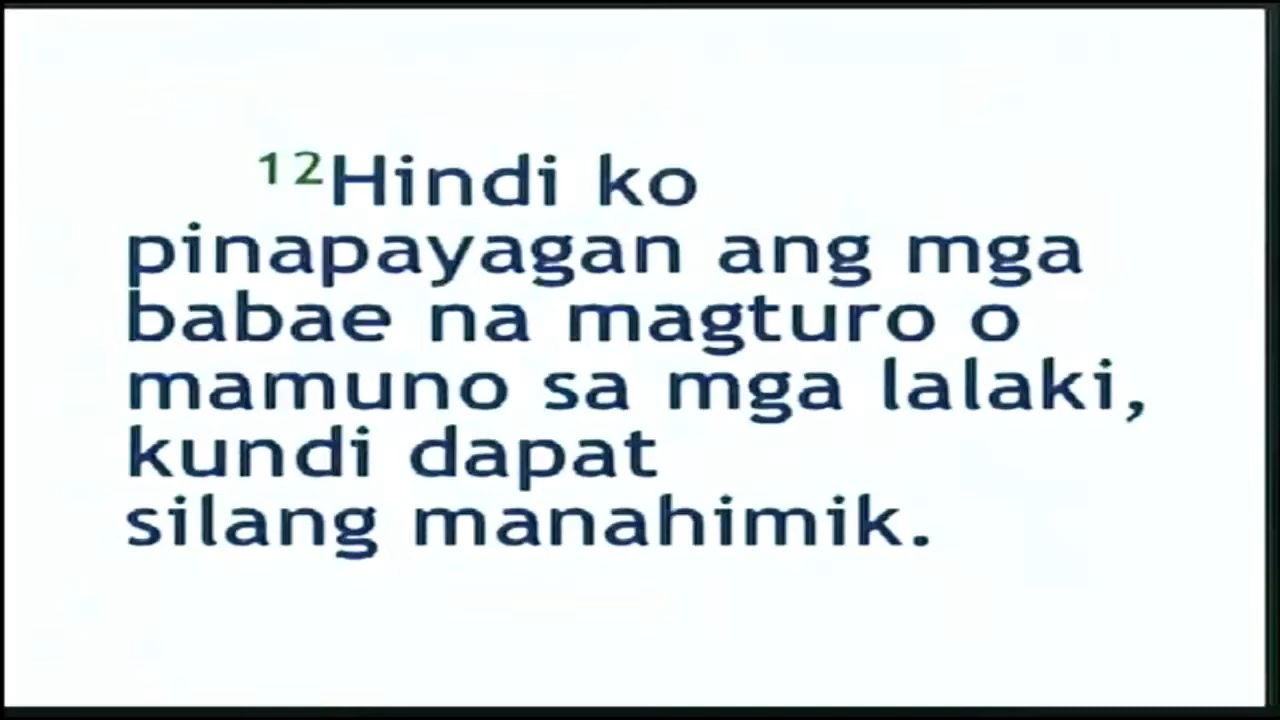 12Hindi ko
pinapayagan ang mga
babae na magturo o
mamuno sa mga lalaki,
kundi dapat
silang manahimik.